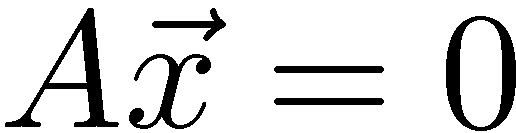 $A\vec{x} = 0$